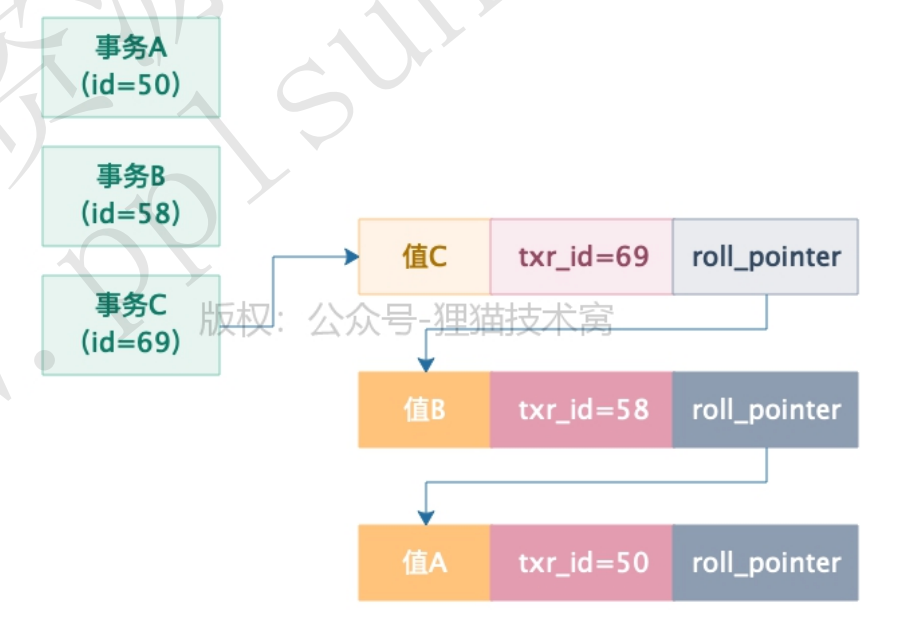 事务A
(id=50)
事务B
(id=58)
事务C
(id=69)
值C txr_id=69 roll_pointer
版权：公众号-狸猫技术窝
值B txr_id=58 roll_pointer
值A txr_id=50 roll_pointer